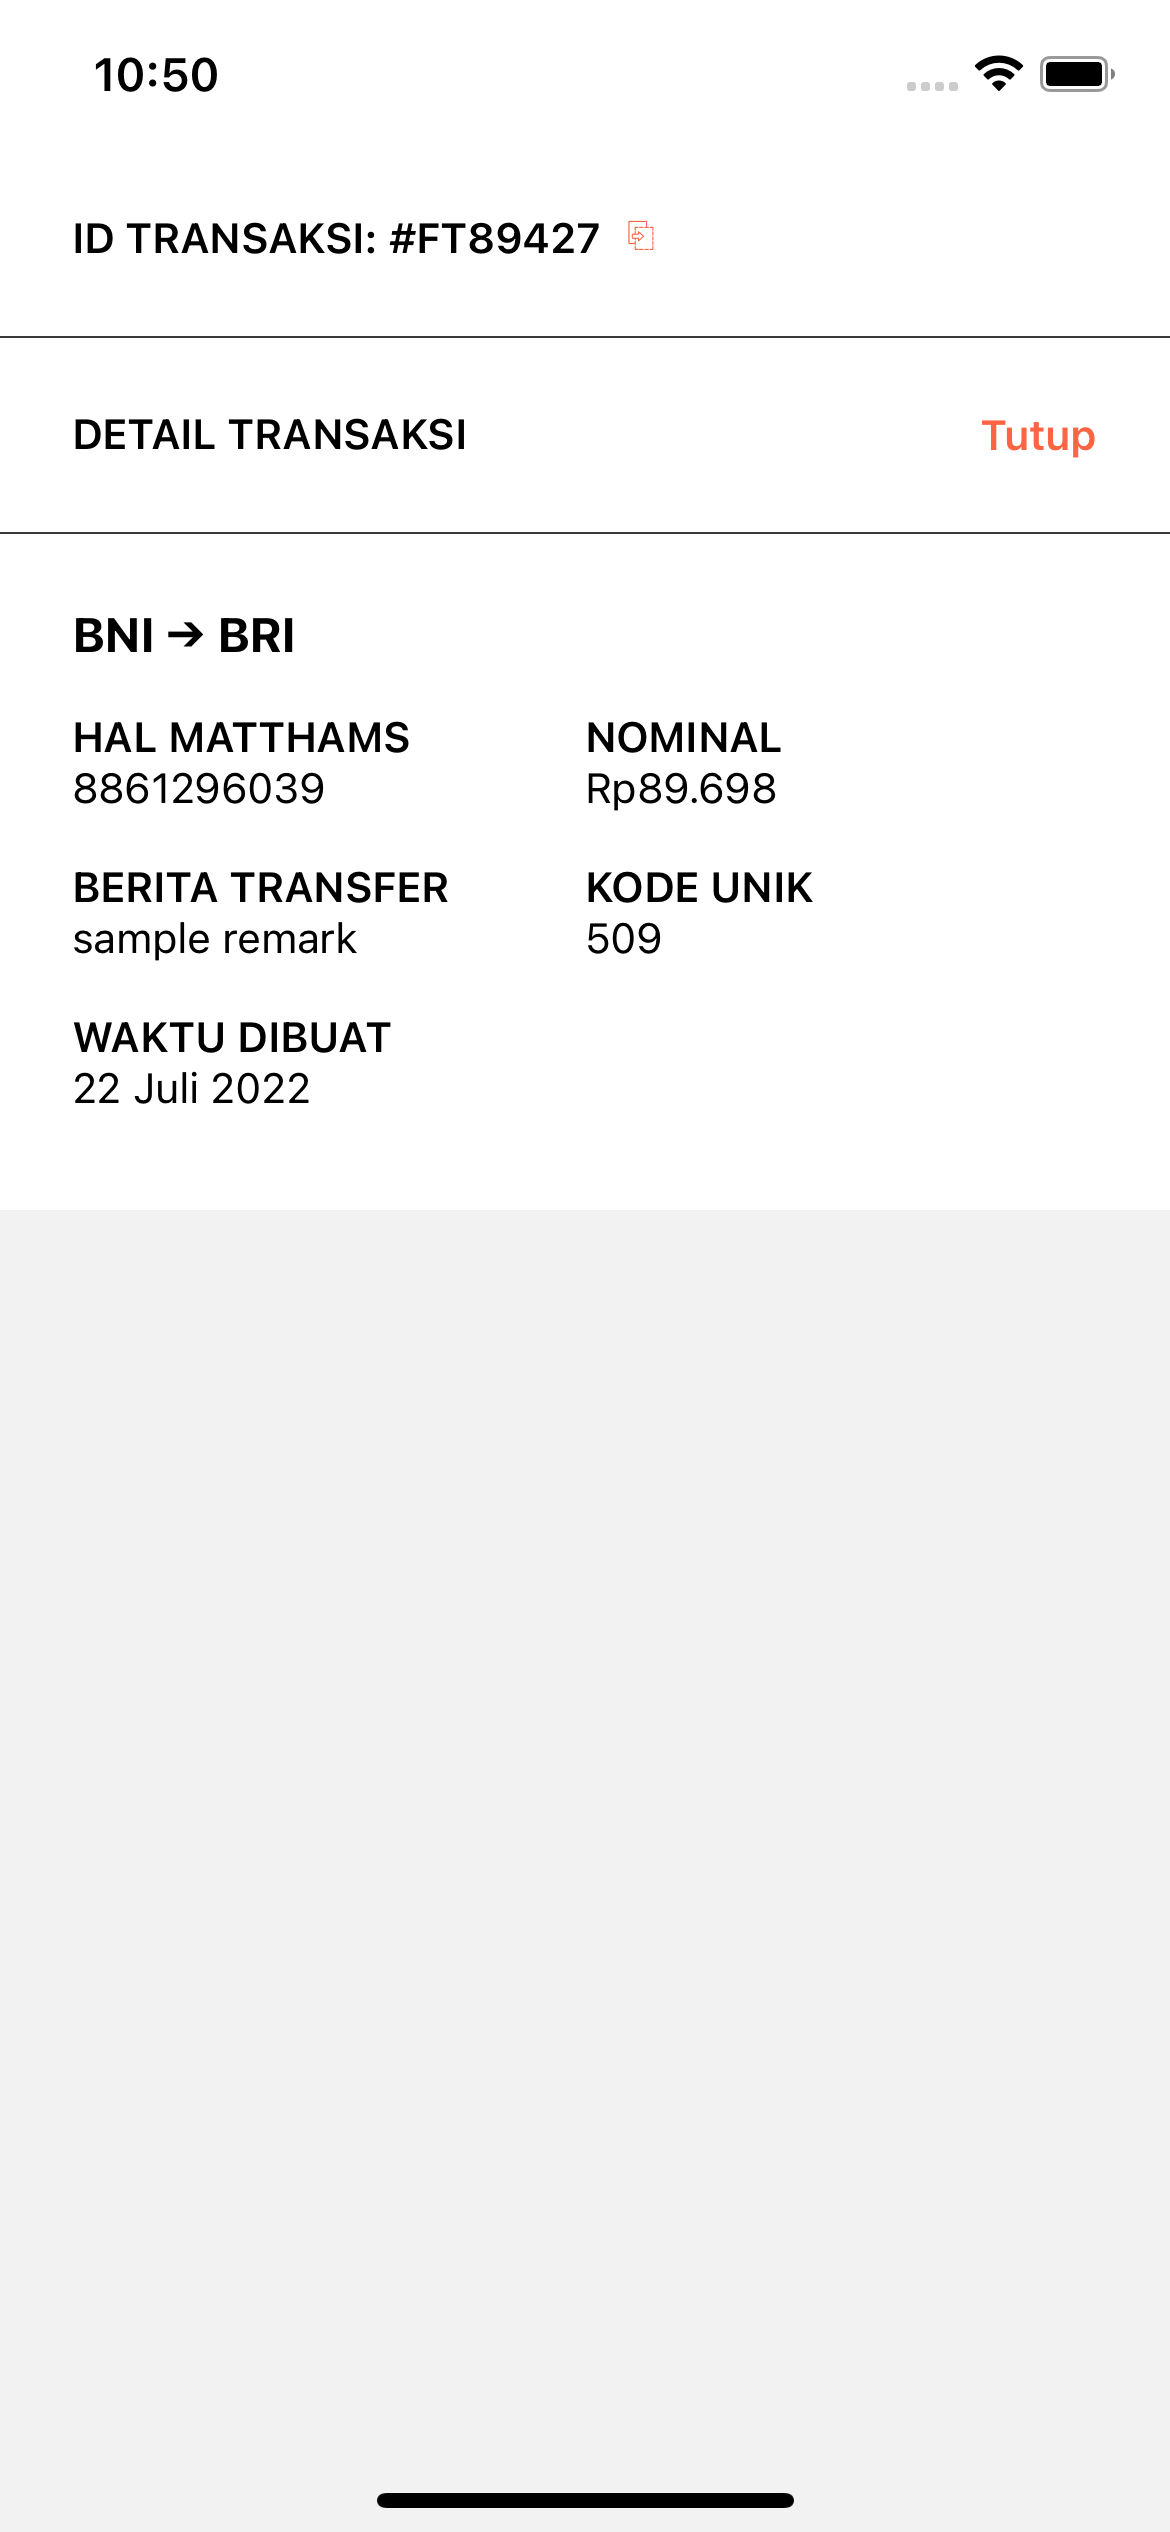 10:50
ID TRANSAKSI: #FT89427
DETAIL TRANSAKSI
Tutup
BNI ➔ BRI
HAL MATTHAMS
8861296039
NOMINAL
Rp89.698
BERITA TRANSFER
sample remark
KODE UNIK
509
WAKTU DIBUAT
22 Juli 2022